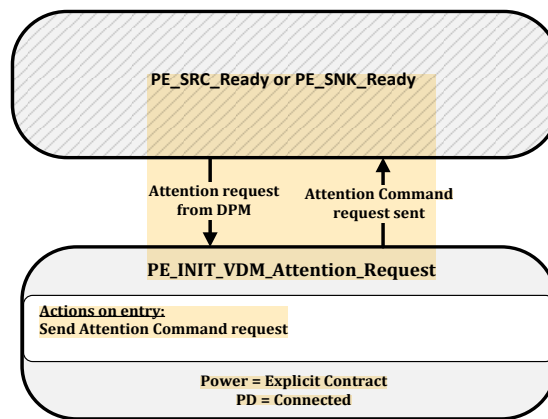 PE_SRC_Ready or PE_SNK_Ready
Attention request
from DPM
Attention Command
request sent
PE_INIT_VDM_Attention_Request
Actions on entry:
Send Attention Command request
Power = Explicit Contract
PD = Connected